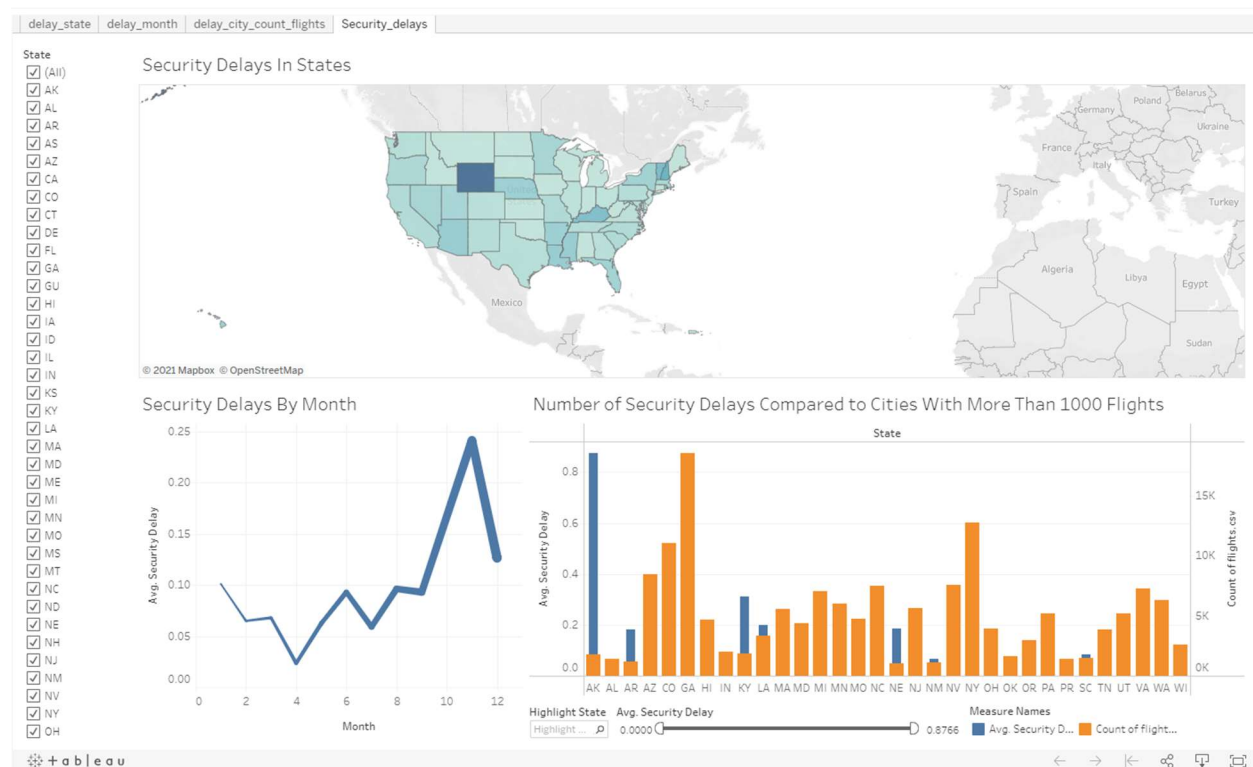 delay_state delay_month delay_city_count_flights Security_delays
State
(All)
AK
AL
AR
AS
AZ
CA
CO
CT
DE
FL
GA
GU
HI
IA
ID
IL
IN
KS
KY
LA
MA
MD
ME
MI
MN
MO
MS
MT
NC
ND
NE
NH
NJ
NM
NV
NY
OH
Security Delays In States
Belarus
Poland
Germany
Ukraine
France
Italy
Spain
Turkey
Algeria
Libya
Egypt
Mexico
Sudan
© 2021 Mapbox © OpenStreetMap
Security Delays By Month
0.25
0.20
0.15
0.10
0.05
0.00
Avg. Security Delay
0 2 4 6 8 10 12
Month
Number of Security Delays Compared to Cities With More Than 1000 Flights
State
0.8
0.6
0.4
0.2
0.0
Avg. Security Delay
15K
10K
5K
0K
Count of flights.csv
AK AL AR AZ CO GA HI IN KY LA MA MD MI MN MO NC NE NJ NM NV NY OH OK OR PA PR SC TN UT VA WA WI
Highlight State Avg. Security Delay Measure Names
Highlight ... 0.0000 0.8766 Avg. Security D... Count of flight...
+ a b | e a u